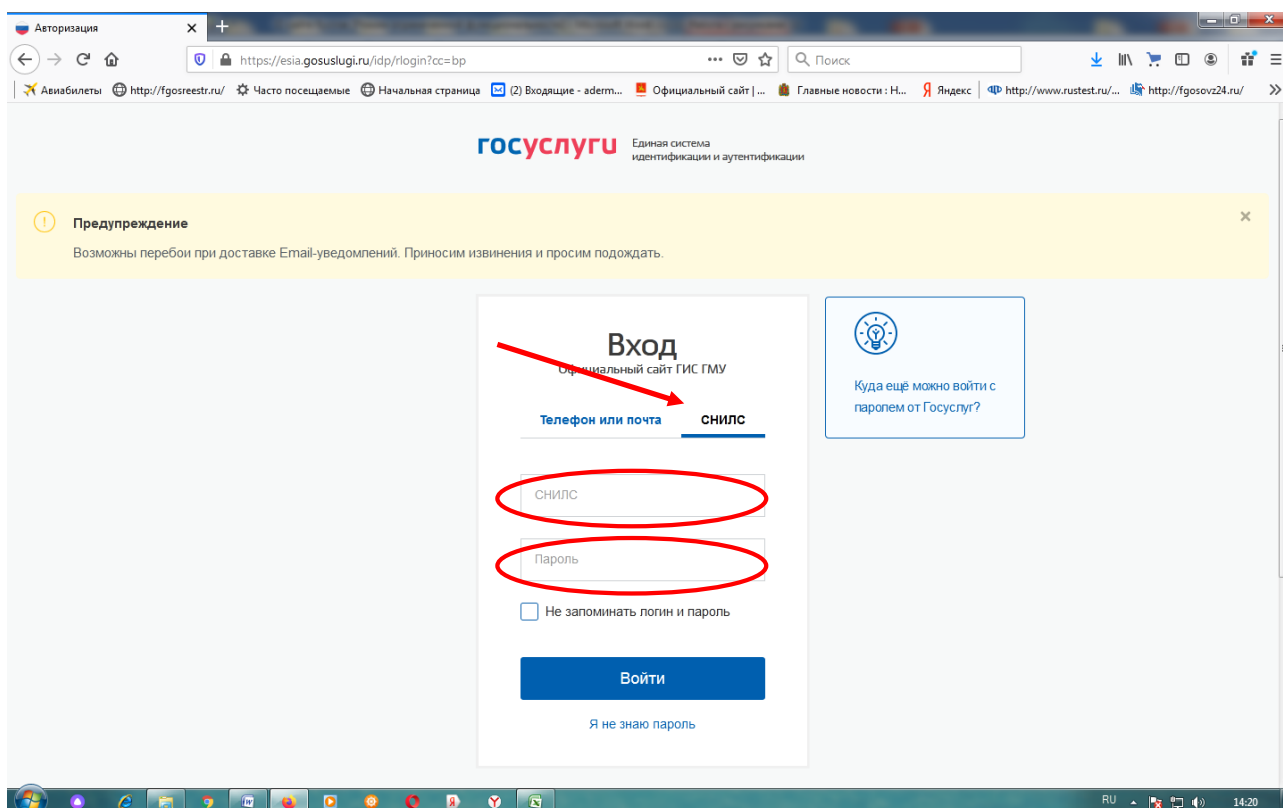 Авторизация
https://esia.gosuslugi.ru/idp/rlogin?cc=bp
Поиск
Авиабилеты http://fgosreestr.ru/ Часто посещаемые Начальная страница (2) Входящие - aderm... Официальный сайт | ... Главные новости : Н... Яндекс http://www.rustest.ru/... http://fgosovz24.ru/
госуслуги
Единая система
идентификации и аутентификации
Предупреждение
Возможны перебои при доставке Email-уведомлений. Приносим извинения и просим подождать.
Вход
Официальный сайт ГИС ГМУ
Телефон или почта СНИЛС
СНИЛС
Пароль
Не запоминать логин и пароль
Войти
Я не знаю пароль
Куда ещё можно войти с
паролем от Госуслуг?
RU 14:20